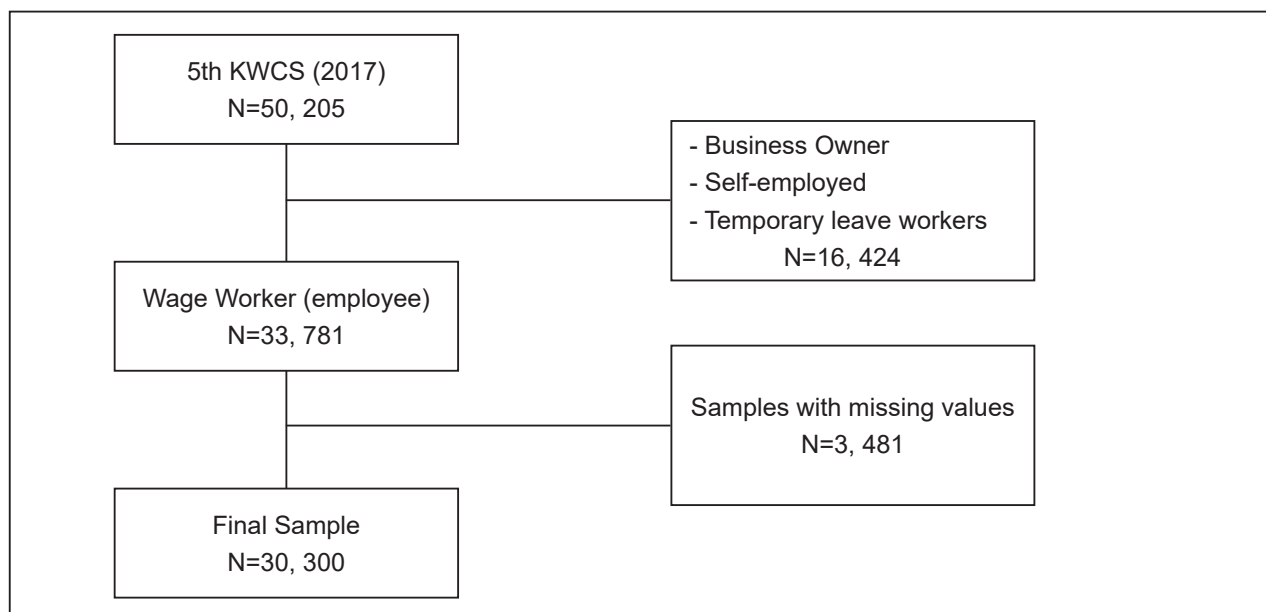 5th KWCS (2017)
N=50, 205
- Business Owner
- Self-employed
- Temporary leave workers
N=16, 424
Wage Worker (employee)
N=33, 781
Samples with missing values
N=3, 481
Final Sample
N=30, 300